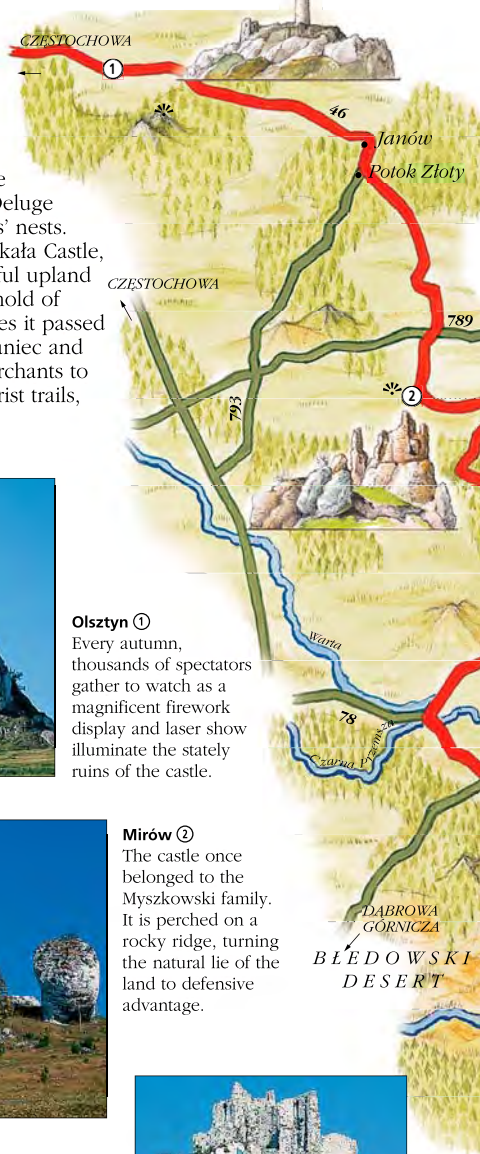 CZĘSTOCHOWA
1
46
Janów
Potok Złoty
Deluge
s’ nests.
kała Castle,
ful upland
hold of
es it passed
niec and
rchants to
rist trails,
CZĘSTOCHOWA
789
2
793
Olsztyn 1
Every autumn,
thousands of spectators
gather to watch as a
magnificent firework
display and laser show
illuminate the stately
ruins of the castle.
Warta
78
Czarna Przemsza
Mirów 2
The castle once
belonged to the
Myszkowski family.
It is perched on a
rocky ridge, turning
the natural lie of the
land to defensive
advantage.
DĄBROWA
GÓRNICZA
BŁEDOWSKI
DESERT